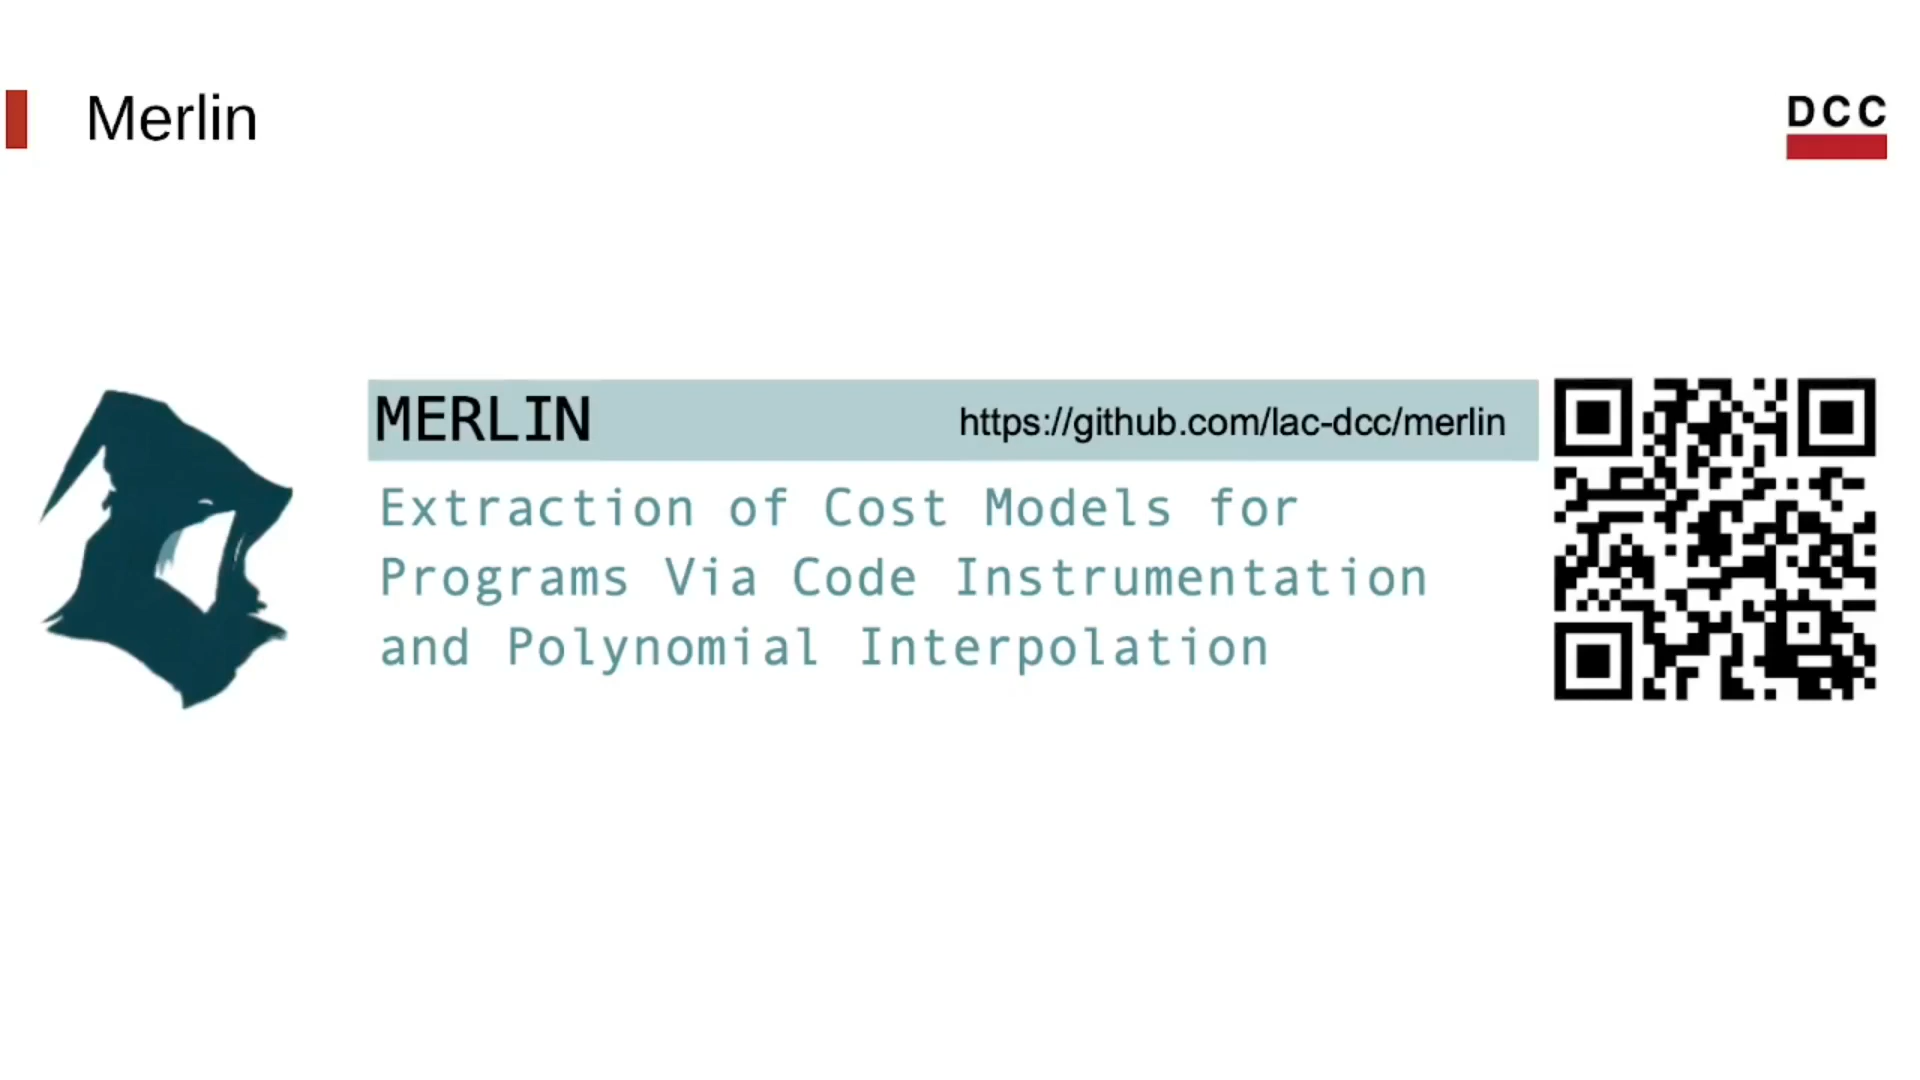 Merlin
DCC
MERLIN
https://github.com/lac-dcc/merlin
Extraction of Cost Models for
Programs Via Code Instrumentation
and Polynomial Interpolation